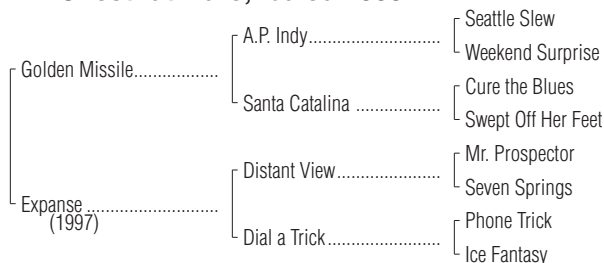 Seattle Slew
A.P. Indy
Weekend Surprise
Golden Missile
Cure the Blues
Santa Catalina
Swept Off Her Feet
Mr. Prospector
Distant View
Seven Springs
Expanse
(1997)
Phone Trick
Dial a Trick
Ice Fantasy